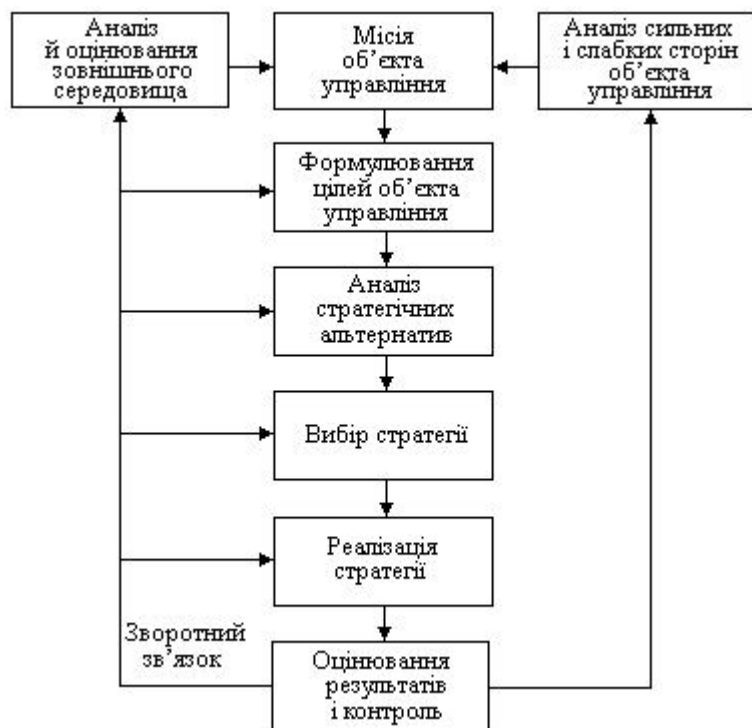 Аналіз
й оцінювання
зовнішнього
середовища
Місія
об’єкта
управління
Аналіз сильних
і слабких сторін
об’єкта
управління
Формулювання
цілей об’єкта
управління
Аналіз
стратегічних
альтернатив
Вибір стратегії
Реалізація
стратегії
Зворотний
зв’язок
Оцінювання
результатів
і контроль